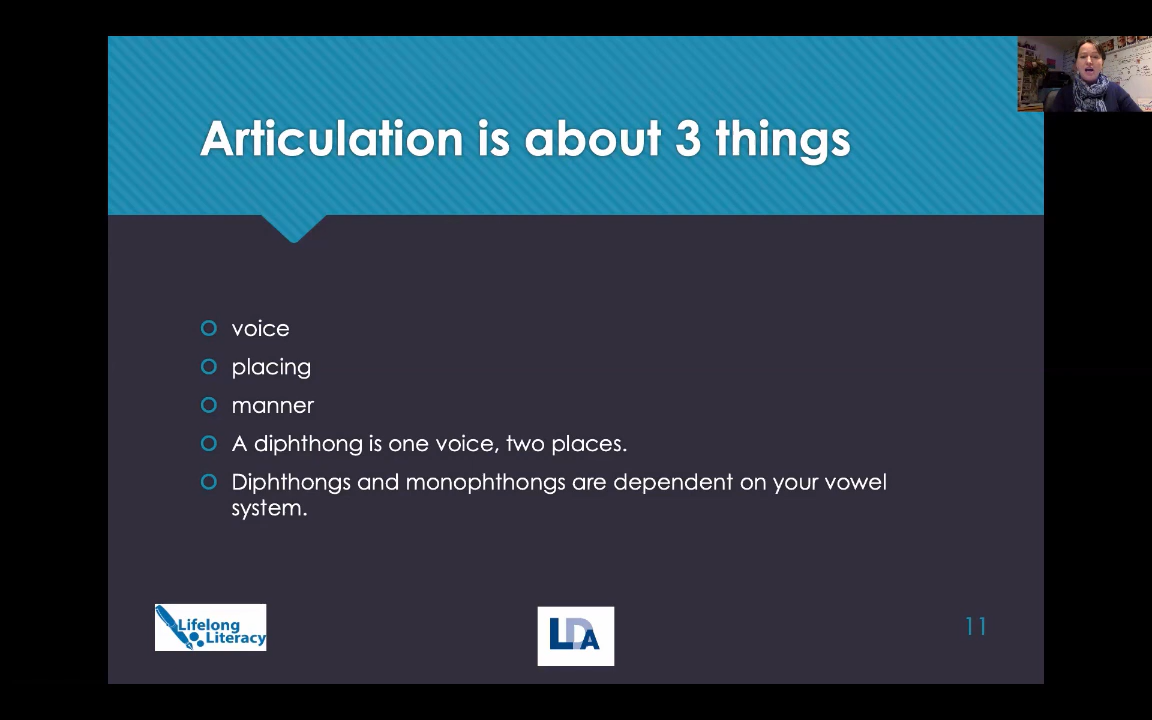 Articulation is about 3 things
voice
placing
manner
A diphthong is one voice, two places.
Diphthongs and monophthongs are dependent on your vowel
system.
Lifelong
Literacy
LDA
11